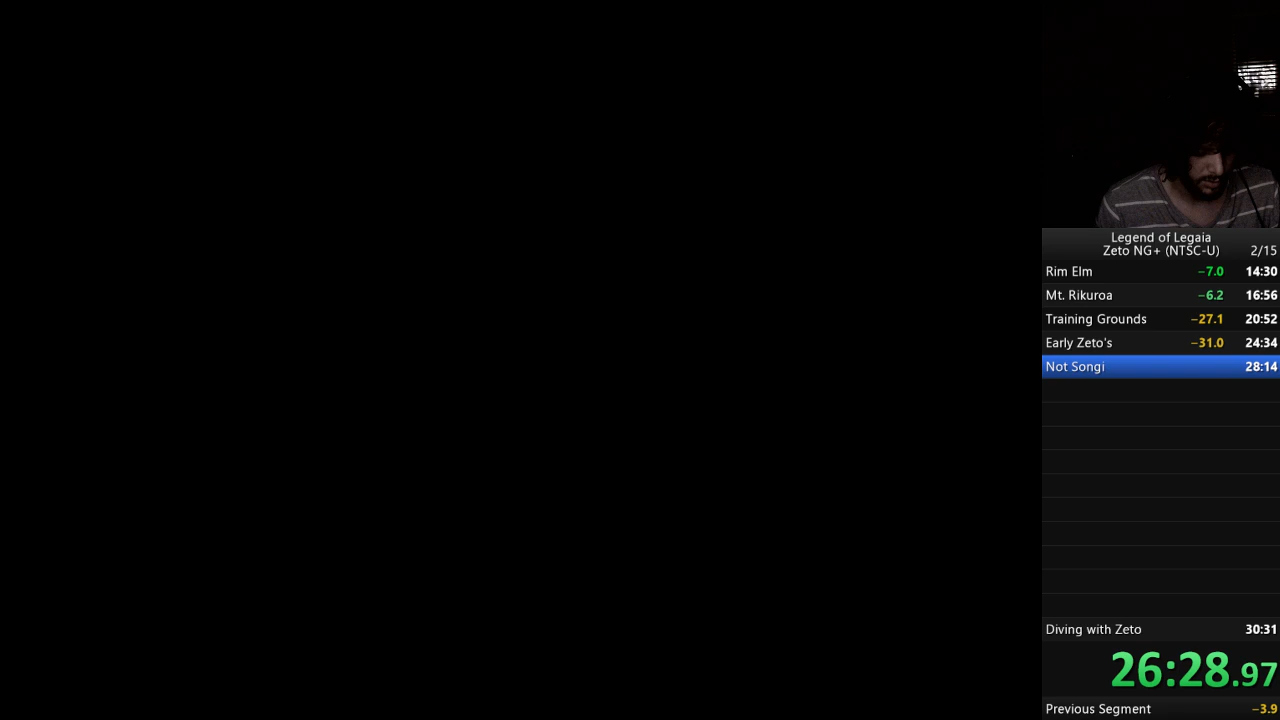 Legend of Legaia
Zeto NG+ (NTSC-U) 2/15
Rim Elm −7.0 14:30
Mt. Rikuroa −6.2 16:56
Training Grounds −27.1 20:52
Early Zeto's −31.0 24:34
Not Songi 28:14
Diving with Zeto 30:31
26:28.97
Previous Segment −3.9